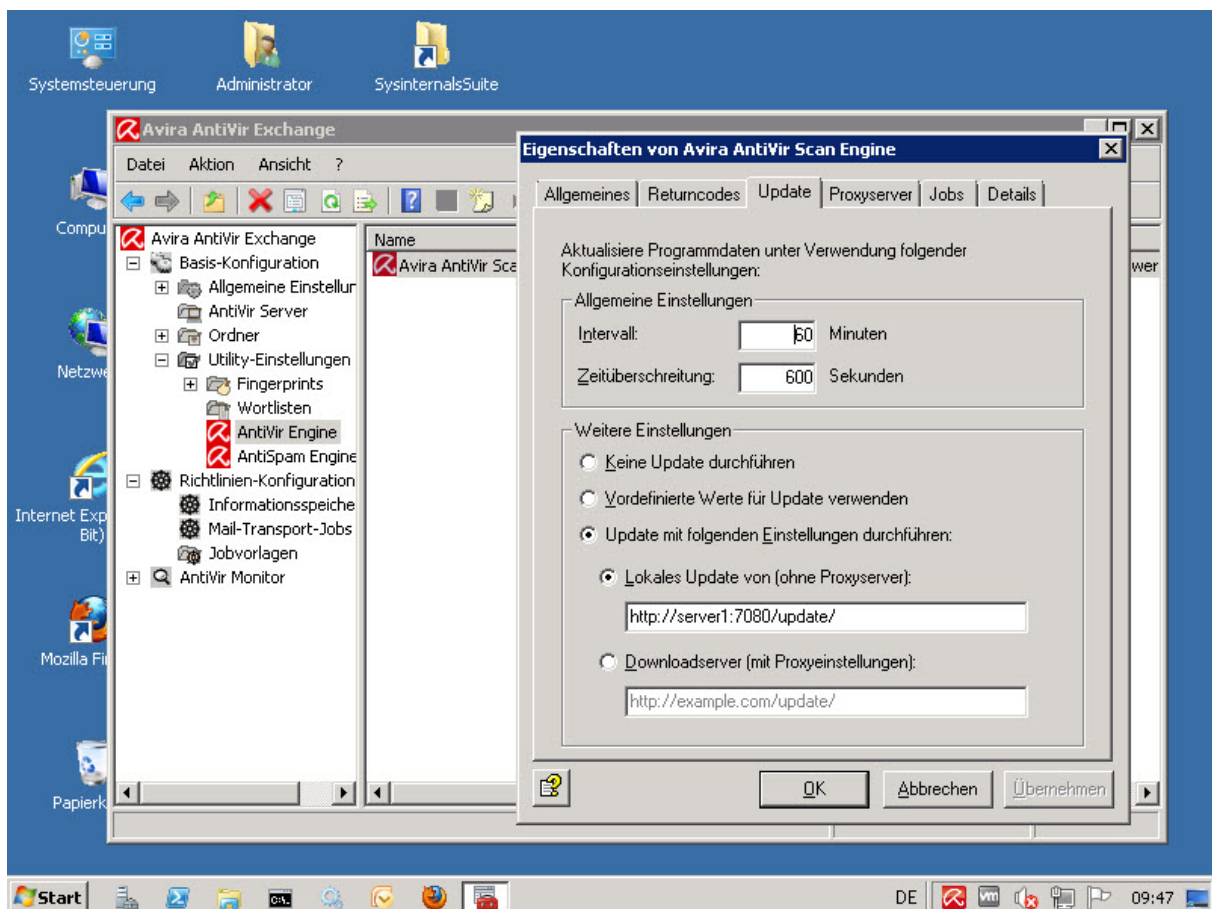 Systemsteuerung
Administrator
SysinternalsSuite
Compu
Netzwe
Internet Exp
Bit)
Mozilla Fi
Papierk
Avira AntiVir Exchange
Datei Aktion Ansicht ?
Avira AntiVir Exchange
Basis-Konfiguration
Allgemeine Einstellur
AntiVir Server
Ordner
Utility-Einstellungen
Fingerprints
Wortlisten
AntiVir Engine
AntiSpam Engine
Richtlinien-Konfiguration
Informationsspeiche
Mail-Transport-Jobs
Jobvorlagen
AntiVir Monitor
Name
Avira AntiVir Sca
wer
Eigenschaften von Avira AntiVir Scan Engine
Allgemeines Returncodes Update Proxyserver Jobs Details
Aktualisiere Programmdaten unter Verwendung folgender
Konfigurationseinstellungen:
Allgemeine Einstellungen
Intervall: 60 Minuten
Zeitüberschreitung: 600 Sekunden
Weitere Einstellungen
Keine Update durchführen
Vordefinierte Werte für Update verwenden
Update mit folgenden Einstellungen durchführen:
Lokales Update von (ohne Proxyserver):
http://server1:7080/update/
Downloadserver (mit Proxyeinstellungen):
http://example.com/update/
OK Abbrechen Übernehmen
Start
DE
09:47